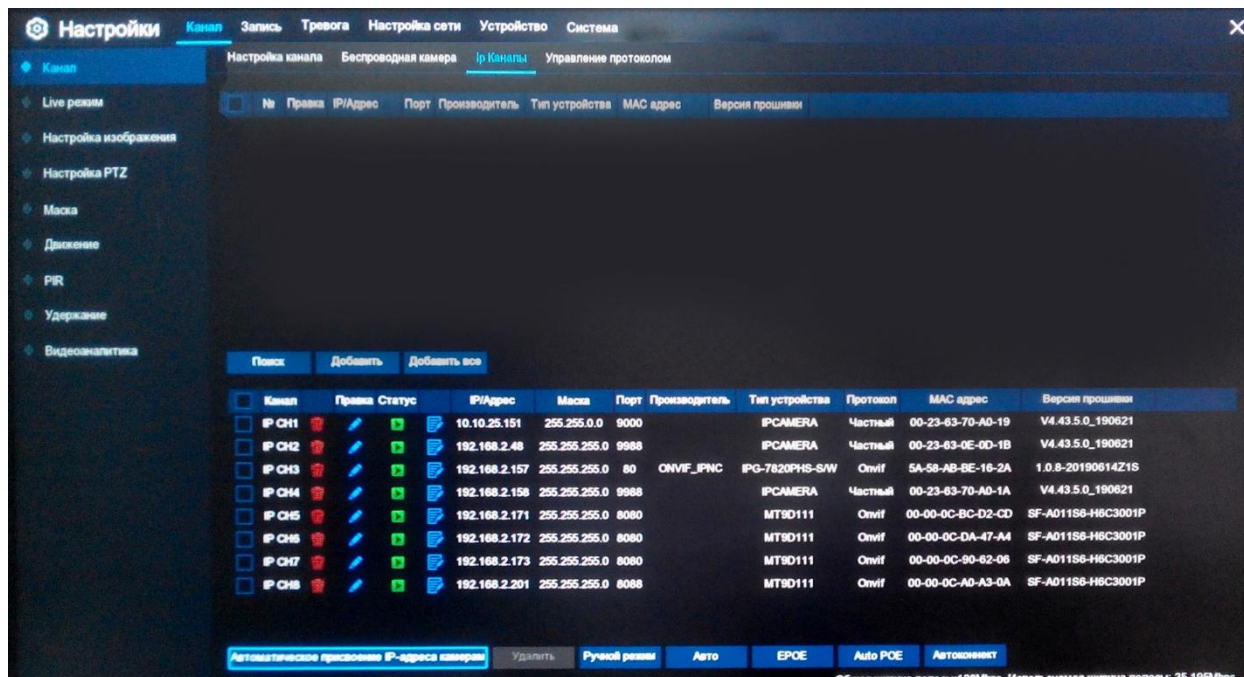 Настройки Канал Запись Тревога Настройка сети Устройство Система
Настройка канала Беспроводная камера Ip Каналы Управление протоколом
Канал
Live режим
Настройка изображения
Настройка PTZ
Маска
Движение
PIR
Удержание
Видеоаналитика
№ Правка IP/Адрес Порт Производитель Тип устройства MAC адрес Версия прошивки
Поиск Добавить Добавить все
Канал Правка Статус IP/Адрес Маска Порт Производитель Тип устройства Протокол MAC адрес Версия прошивки
IP CH1 10.10.25.151 255.255.0.0 9000 IPCAMERA Частный 00-23-63-70-A0-19 V4.43.5.0_190621
IP CH2 192.168.2.48 255.255.255.0 9988 IPCAMERA Частный 00-23-63-0E-0D-1B V4.43.5.0_190621
IP CH3 192.168.2.157 255.255.255.0 80 ONVIF_IPNC IPG-7820PHS-S/W Onvif 5A-58-AB-BE-16-2A 1.0.8-20190614Z1S
IP CH4 192.168.2.158 255.255.255.0 9988 IPCAMERA Частный 00-23-63-70-A0-1A V4.43.5.0_190621
IP CH5 192.168.2.171 255.255.255.0 8080 MT9D111 Onvif 00-00-0C-BC-D2-CD SF-A011S6-H6C3001P
IP CH6 192.168.2.172 255.255.255.0 8080 MT9D111 Onvif 00-00-0C-DA-47-A4 SF-A011S6-H6C3001P
IP CH7 192.168.2.173 255.255.255.0 8080 MT9D111 Onvif 00-00-0C-90-62-06 SF-A011S6-H6C3001P
IP CH8 192.168.2.201 255.255.255.0 8088 MT9D111 Onvif 00-00-0C-A0-A3-0A SF-A011S6-H6C3001P
Автоматическое присвоение IP-адреса камерам Удалить Ручной режим Авто EPOE Auto POE Автоконнект